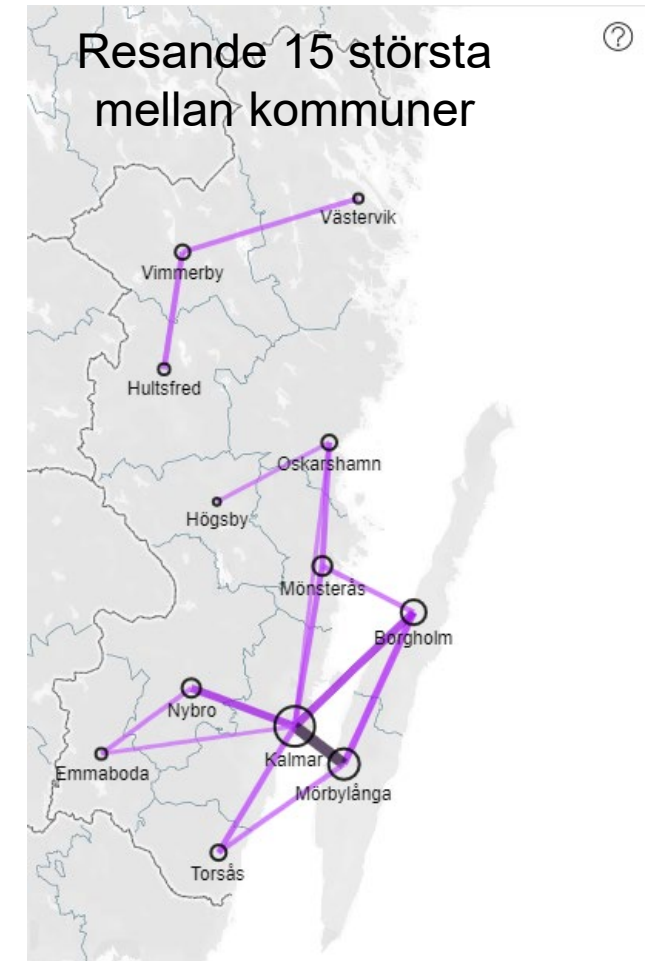 Resande 15 största
mellan kommuner
?
Västervik
Vimmerby
Hultsfred
Oskarshamn
Högsby
Mönsterås
Borgholm
Nybro
Kalmar
Emmaboda
Mörbylånga
Torsås